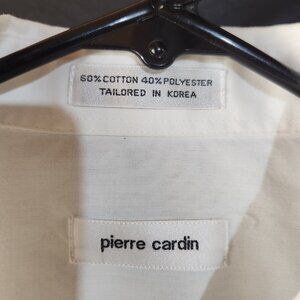 60% COTTON 40% POLYESTER
TAILORED IN KOREA
pierre cardin